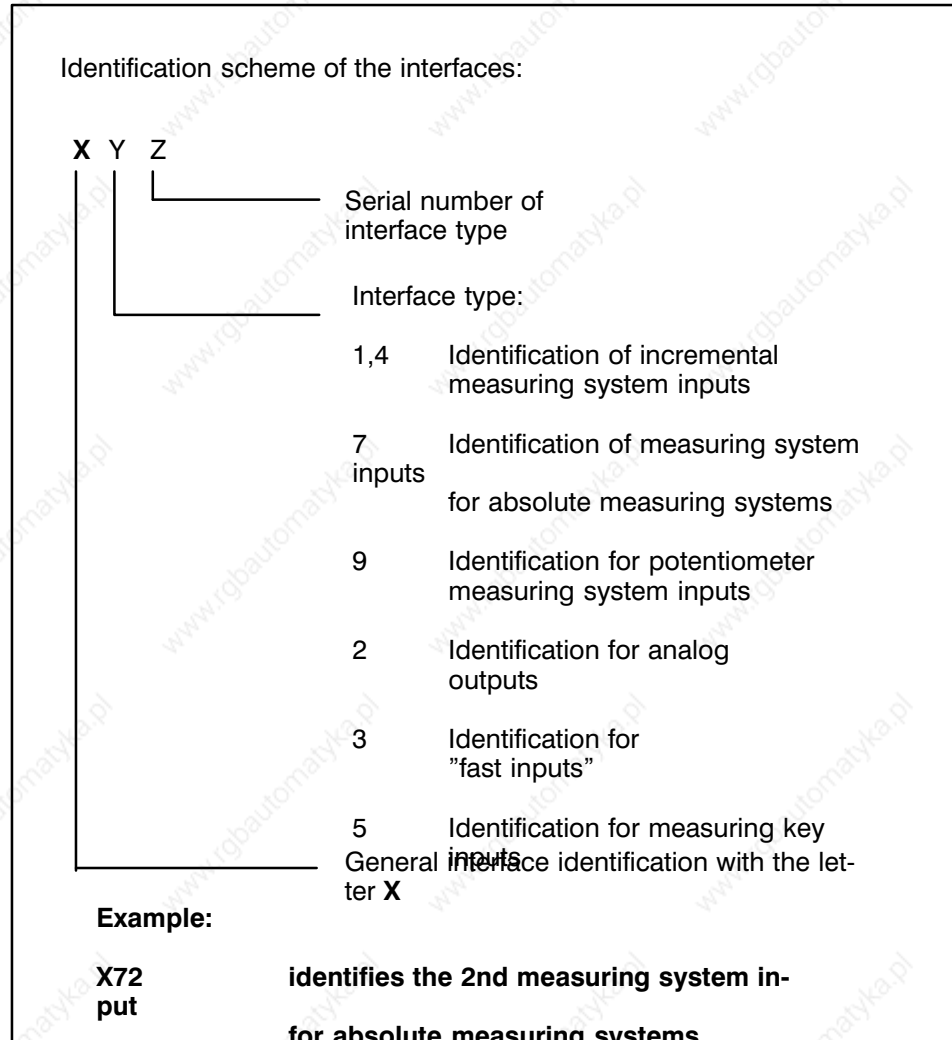 Identification scheme of the interfaces:
X Y Z
Serial number of
interface type
Interface type:
1,4 Identification of incremental
measuring system inputs
7 Identification of measuring system
inputs
for absolute measuring systems
9 Identification for potentiometer
measuring system inputs
2 Identification for analog
outputs
3 Identification for
”fast inputs”
5 Identification for measuring key
inputs
General interface identification with the let-
ter X
Example:
X72 identifies the 2nd measuring system in-
put
for absolute measuring systems
www.rgbautomatyka.pl